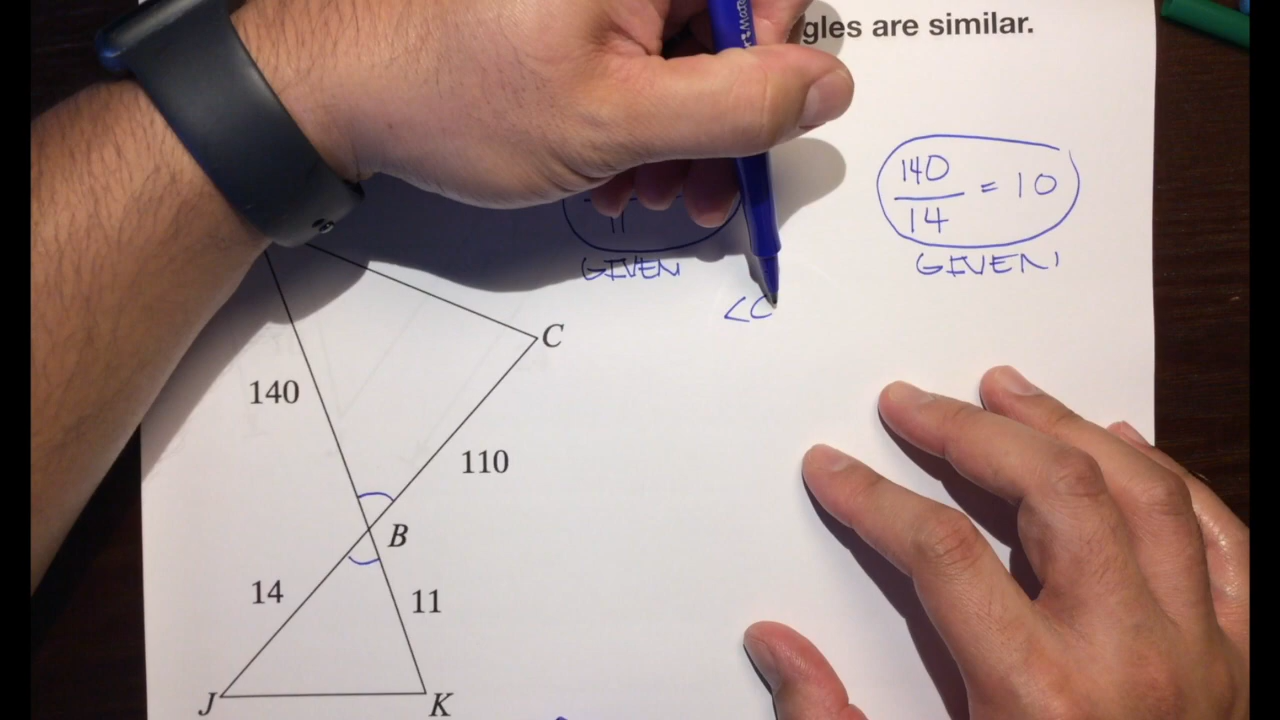 gles are similar.
140
14
= 10
11
GIVEN
GIVEN
<C
C
140
110
B
14
11
J
K